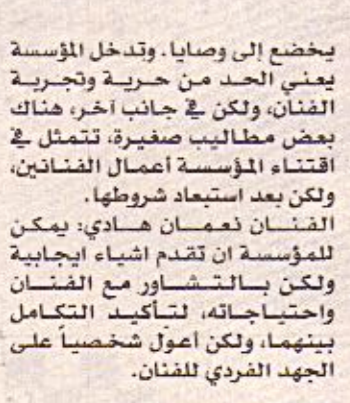 يخضع إلى وصايا. وتدخل المؤسسة
يعني الحد من حرية وتجربة
الفنان، ولكن في جانب آخر، هناك
بعض مطاليب صغيرة، تتمثل في
اقتناء المؤسسة أعمال الفنانين،
ولكن بعد استبعاد شروطها.
الفنان نعمان هادي: يمكن
للمؤسسة ان تقدم اشياء ايجابية
ولكن بالتشاور مع الفنان
واحتياجاته، لتأكيد التكامل
بينهما، ولكن أعول شخصياً على
الجهد الفردي للفنان.